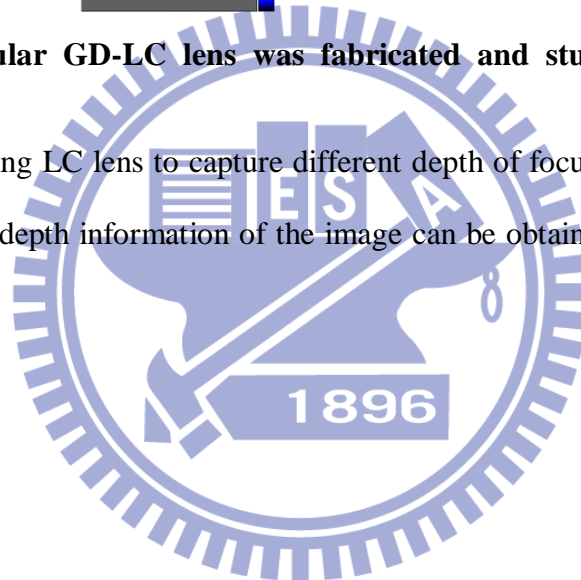 ular GD-LC lens was fabricated and stu
ng LC lens to capture different depth of focu
depth information of the image can be obtain
ESA
1896